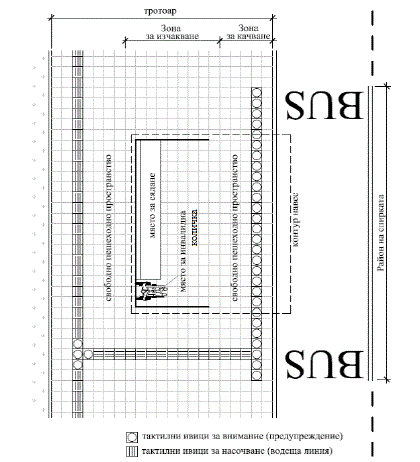 тротоар
Зона
за изчакване
Зона
за качване
BUS
свободно пешеходно пространство
място за сядане
място за инвалидна
количка
свободно пешеходно пространство
контур навес
Район на спирката
BUS
тактилни ивици за внимание (предупреждение)
тактилни ивици за насочване (водеща линия)